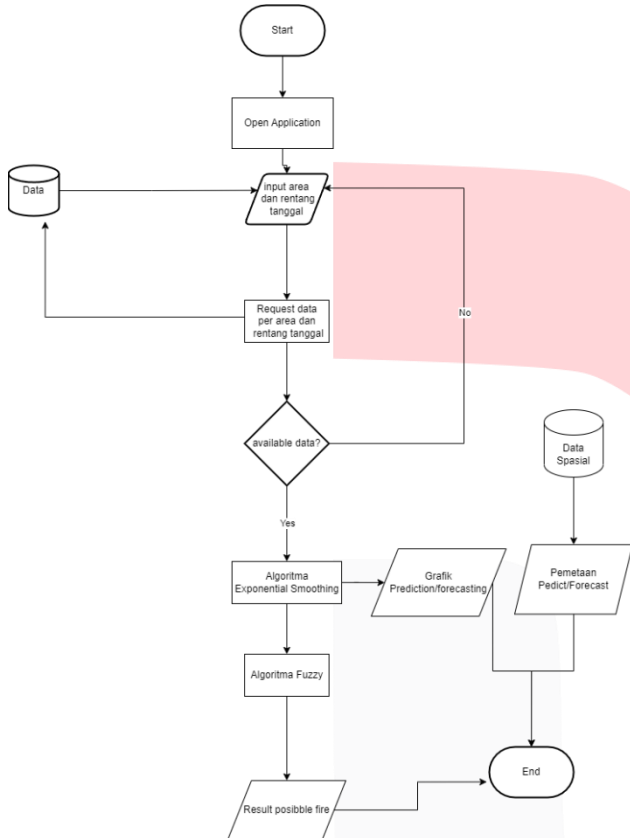 Start
Open Application
Data
input area
dan rentang
tanggal
Request data
per area dan
rentang tanggal
No
available data?
Data
Spasial
Yes
Algoritma
Exponential Smoothing
Grafik
Prediction/forecasting
Pemetaan
Pedict/Forecast
Algoritma Fuzzy
End
Result posibble fire